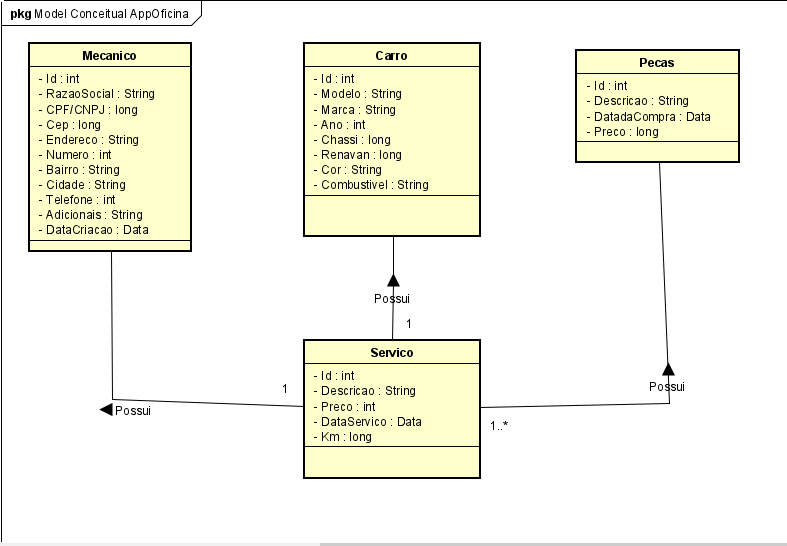 pkg Model Conceitual AppOficina
Mecanico
- Id : int
- RazaoSocial : String
- CPF/CNPJ : long
- Cep : long
- Endereco : String
- Numero : int
- Bairro : String
- Cidade : String
- Telefone : int
- Adicionais : String
- DataCriacao : Data
Carro
- Id : int
- Modelo : String
- Marca : String
- Ano : int
- Chassi : long
- Renavan : long
- Cor : String
- Combustivel : String
Pecas
- Id : int
- Descricao : String
- DatadaCompra : Data
- Preco : long
Possui
1
Servico
- Id : int
- Descricao : String
- Preco : int
- DataServico : Data
- Km : long
1
Possui
Possui
1..*